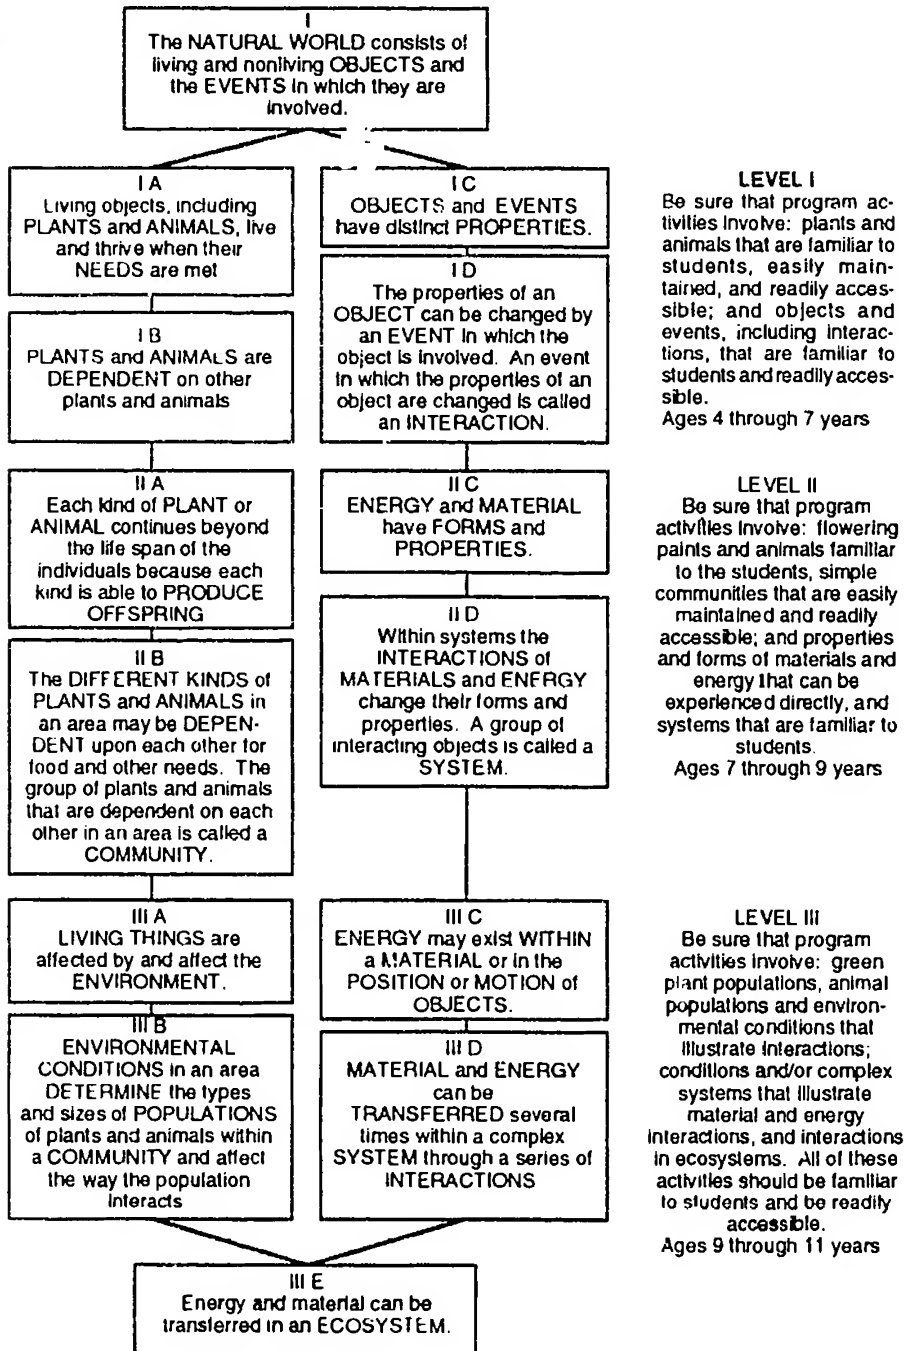 I
The NATURAL WORLD consists of
living and nonliving OBJECTS and
the EVENTS in which they are
involved.
I A
Living objects, including
PLANTS and ANIMALS, live
and thrive when their
NEEDS are met
I B
PLANTS and ANIMALS are
DEPENDENT on other
plants and animals
II A
Each kind of PLANT or
ANIMAL continues beyond
the life span of the
individuals because each
kind is able to PRODUCE
OFFSPRING
II B
The DIFFERENT KINDS of
PLANTS and ANIMALS in
an area may be DEPEN-
DENT upon each other for
food and other needs. The
group of plants and animals
that are dependent on each
other in an area is called a
COMMUNITY.
III A
LIVING THINGS are
affected by and affect the
ENVIRONMENT.
III B
ENVIRONMENTAL
CONDITIONS in an area
DETERMINE the types
and sizes of POPULATIONS
of plants and animals within
a COMMUNITY and affect
the way the population
interacts
I C
OBJECTS and EVENTS
have distinct PROPERTIES.
I D
The properties of an
OBJECT can be changed by
an EVENT in which the
object is involved. An event
in which the properties of an
object are changed is called
an INTERACTION.
II C
ENERGY and MATERIAL
have FORMS and
PROPERTIES.
II D
Within systems the
INTERACTIONS of
MATERIALS and ENERGY
change their forms and
properties. A group of
interacting objects is called a
SYSTEM.
III C
ENERGY may exist WITHIN
a MATERIAL or in the
POSITION or MOTION of
OBJECTS.
III D
MATERIAL and ENERGY
can be
TRANSFERRED several
times within a complex
SYSTEM through a series of
INTERACTIONS
III E
Energy and material can be
transferred in an ECOSYSTEM.
LEVEL I
Be sure that program ac-
tivities involve: plants and
animals that are familiar to
students, easily main-
tained, and readily acces-
sible; and objects and
events, including interac-
tions, that are familiar to
students and readily acces-
sible.
Ages 4 through 7 years
LEVEL II
Be sure that program
activities involve: flowering
paints and animals familiar
to the students, simple
communities that are easily
maintained and readily
accessible; and properties
and forms of materials and
energy that can be
experienced directly, and
systems that are familiar to
students.
Ages 7 through 9 years
LEVEL III
Be sure that program
activities involve: green
plant populations, animal
populations and environ-
mental conditions that
illustrate interactions;
conditions and/or complex
systems that illustrate
material and energy
interactions, and interactions
in ecosystems. All of these
activities should be familiar
to students and be readily
accessible.
Ages 9 through 11 years